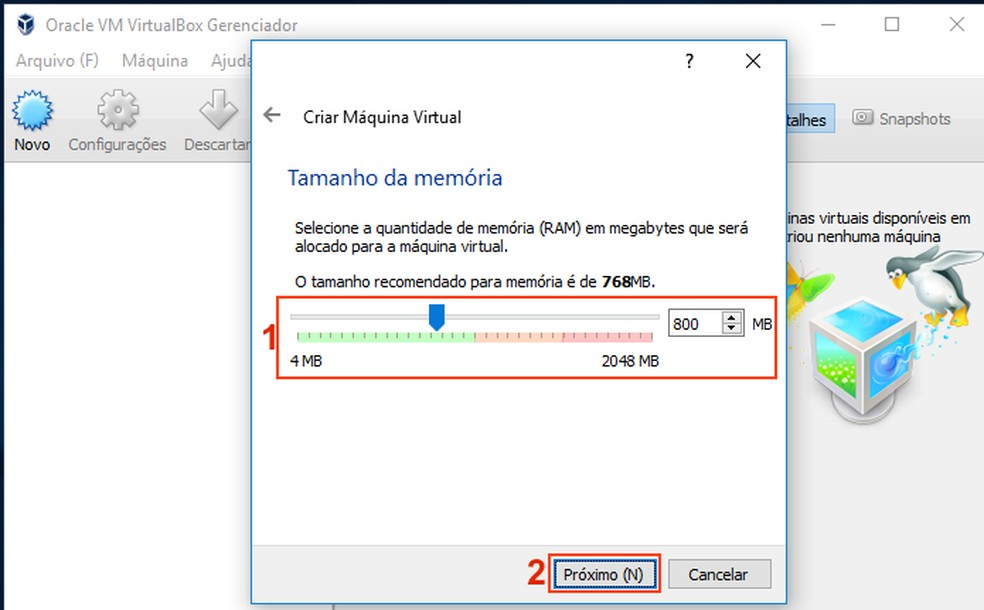 Oracle VM VirtualBox Gerenciador
Arquivo (F) Máquina Ajuda
?
Criar Máquina Virtual
Novo Configurações Descartar
talhes Snapshots
Tamanho da memória
inas virtuais disponíveis em
riou nenhuma máquina
Selecione a quantidade de memória (RAM) em megabytes que será
alocado para a máquina virtual.
O tamanho recomendado para memória é de 768MB.
1
800 MB
4 MB 2048 MB
2 Próximo (N) Cancelar